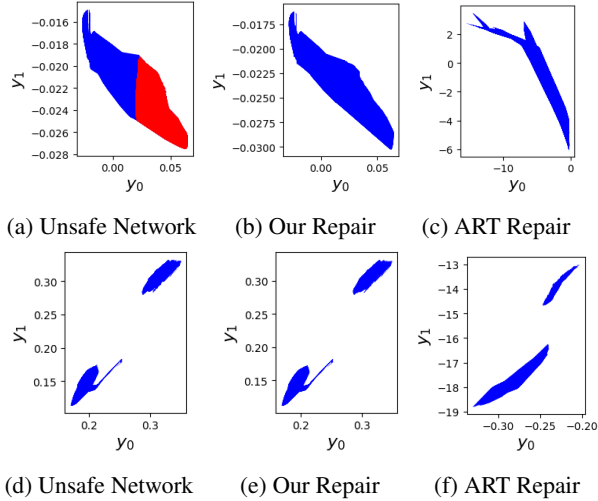 −0.016
−0.018
−0.020
−0.022
−0.024
−0.026
−0.028
y₁
0.00
0.05
y₀
−0.0175
−0.0200
−0.0225
−0.0250
−0.0275
−0.0300
y₁
0.00
0.05
y₀
2
0
−2
−4
−6
y₁
−10
0
y₀
(a) Unsafe Network
(b) Our Repair
(c) ART Repair
0.30
0.25
0.20
0.15
y₁
0.2
0.3
y₀
0.30
0.25
0.20
0.15
y₁
0.2
0.3
y₀
−13
−14
−15
−16
−17
−18
−19
y₁
−0.30
−0.25
−0.20
y₀
(d) Unsafe Network
(e) Our Repair
(f) ART Repair